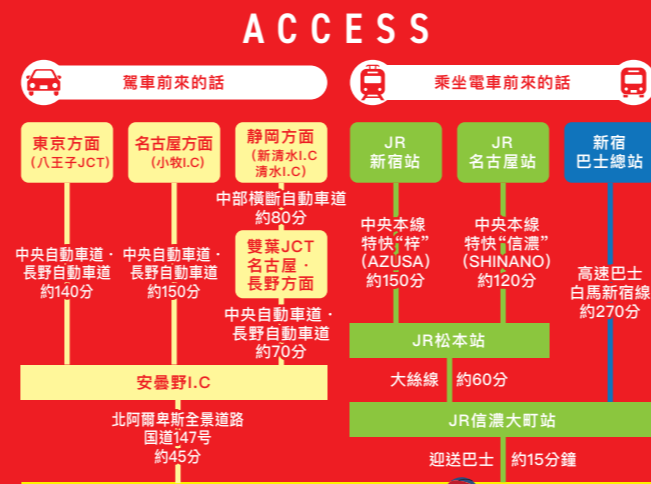 ACCESS
駕車前來的話
東京方面
(八王子JCT)
名古屋方面
(小牧I.C)
静岡方面
(新清水I.C
清水I.C)
中部橫斷自動車道
約80分
雙葉JCT
名古屋・
長野方面
中央自動車道・
長野自動車道
約140分
中央自動車道・
長野自動車道
約150分
中央自動車道・
長野自動車道
約70分
安曇野I.C
北阿爾卑斯全景道路
国道147号
約45分
乘坐電車前來的話
JR
新宿站
JR
名古屋站
新宿
巴士總站
中央本線
特快“梓”
(AZUSA)
約150分
中央本線
特快“信濃”
(SHINANO)
約120分
高速巴士
白馬新宿線
約270分
JR松本站
大絲線 約60分
JR信濃大町站
迎送巴士 約15分鐘